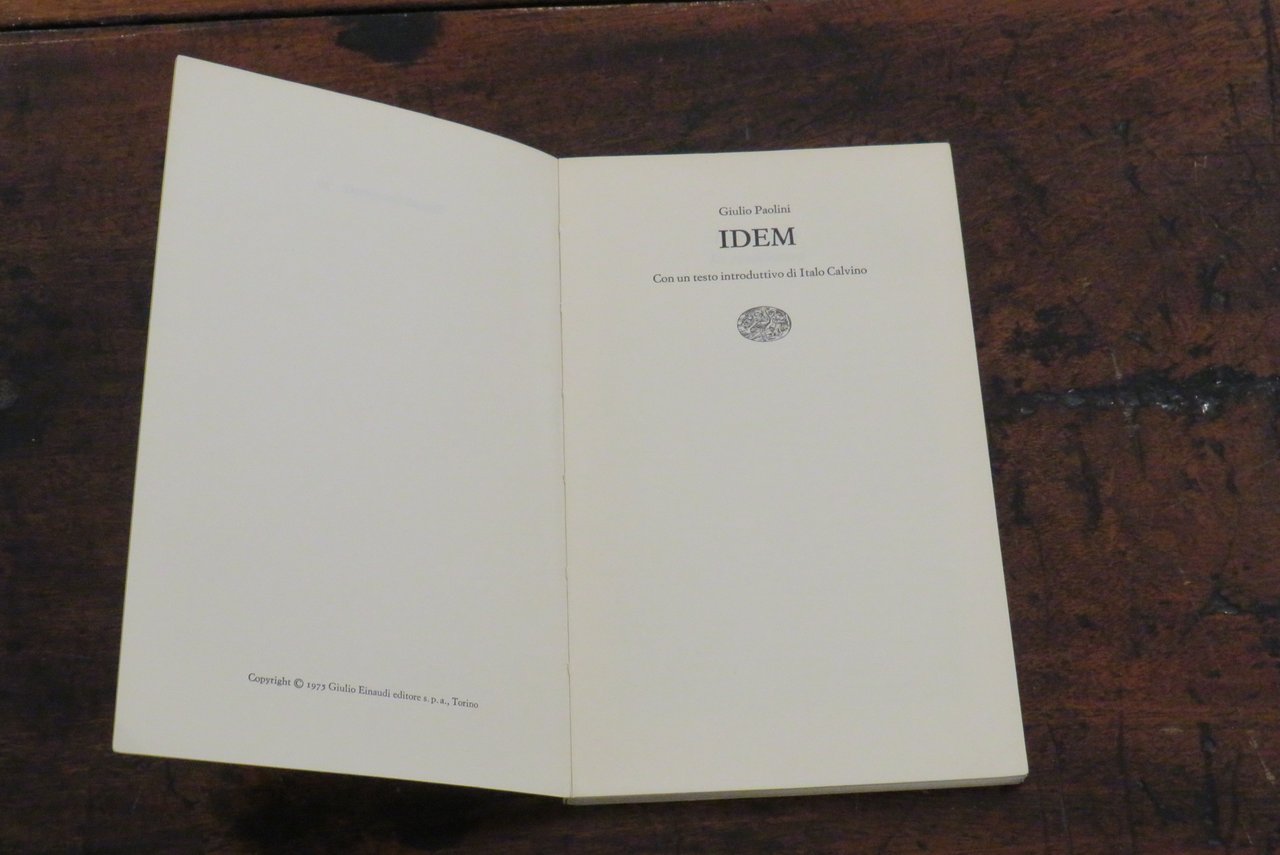 Copyright © 1975 Giulio Einaudi editore s. p. a., Torino
Giulio Paolini
IDEM
Con un testo introduttivo di Italo Calvino